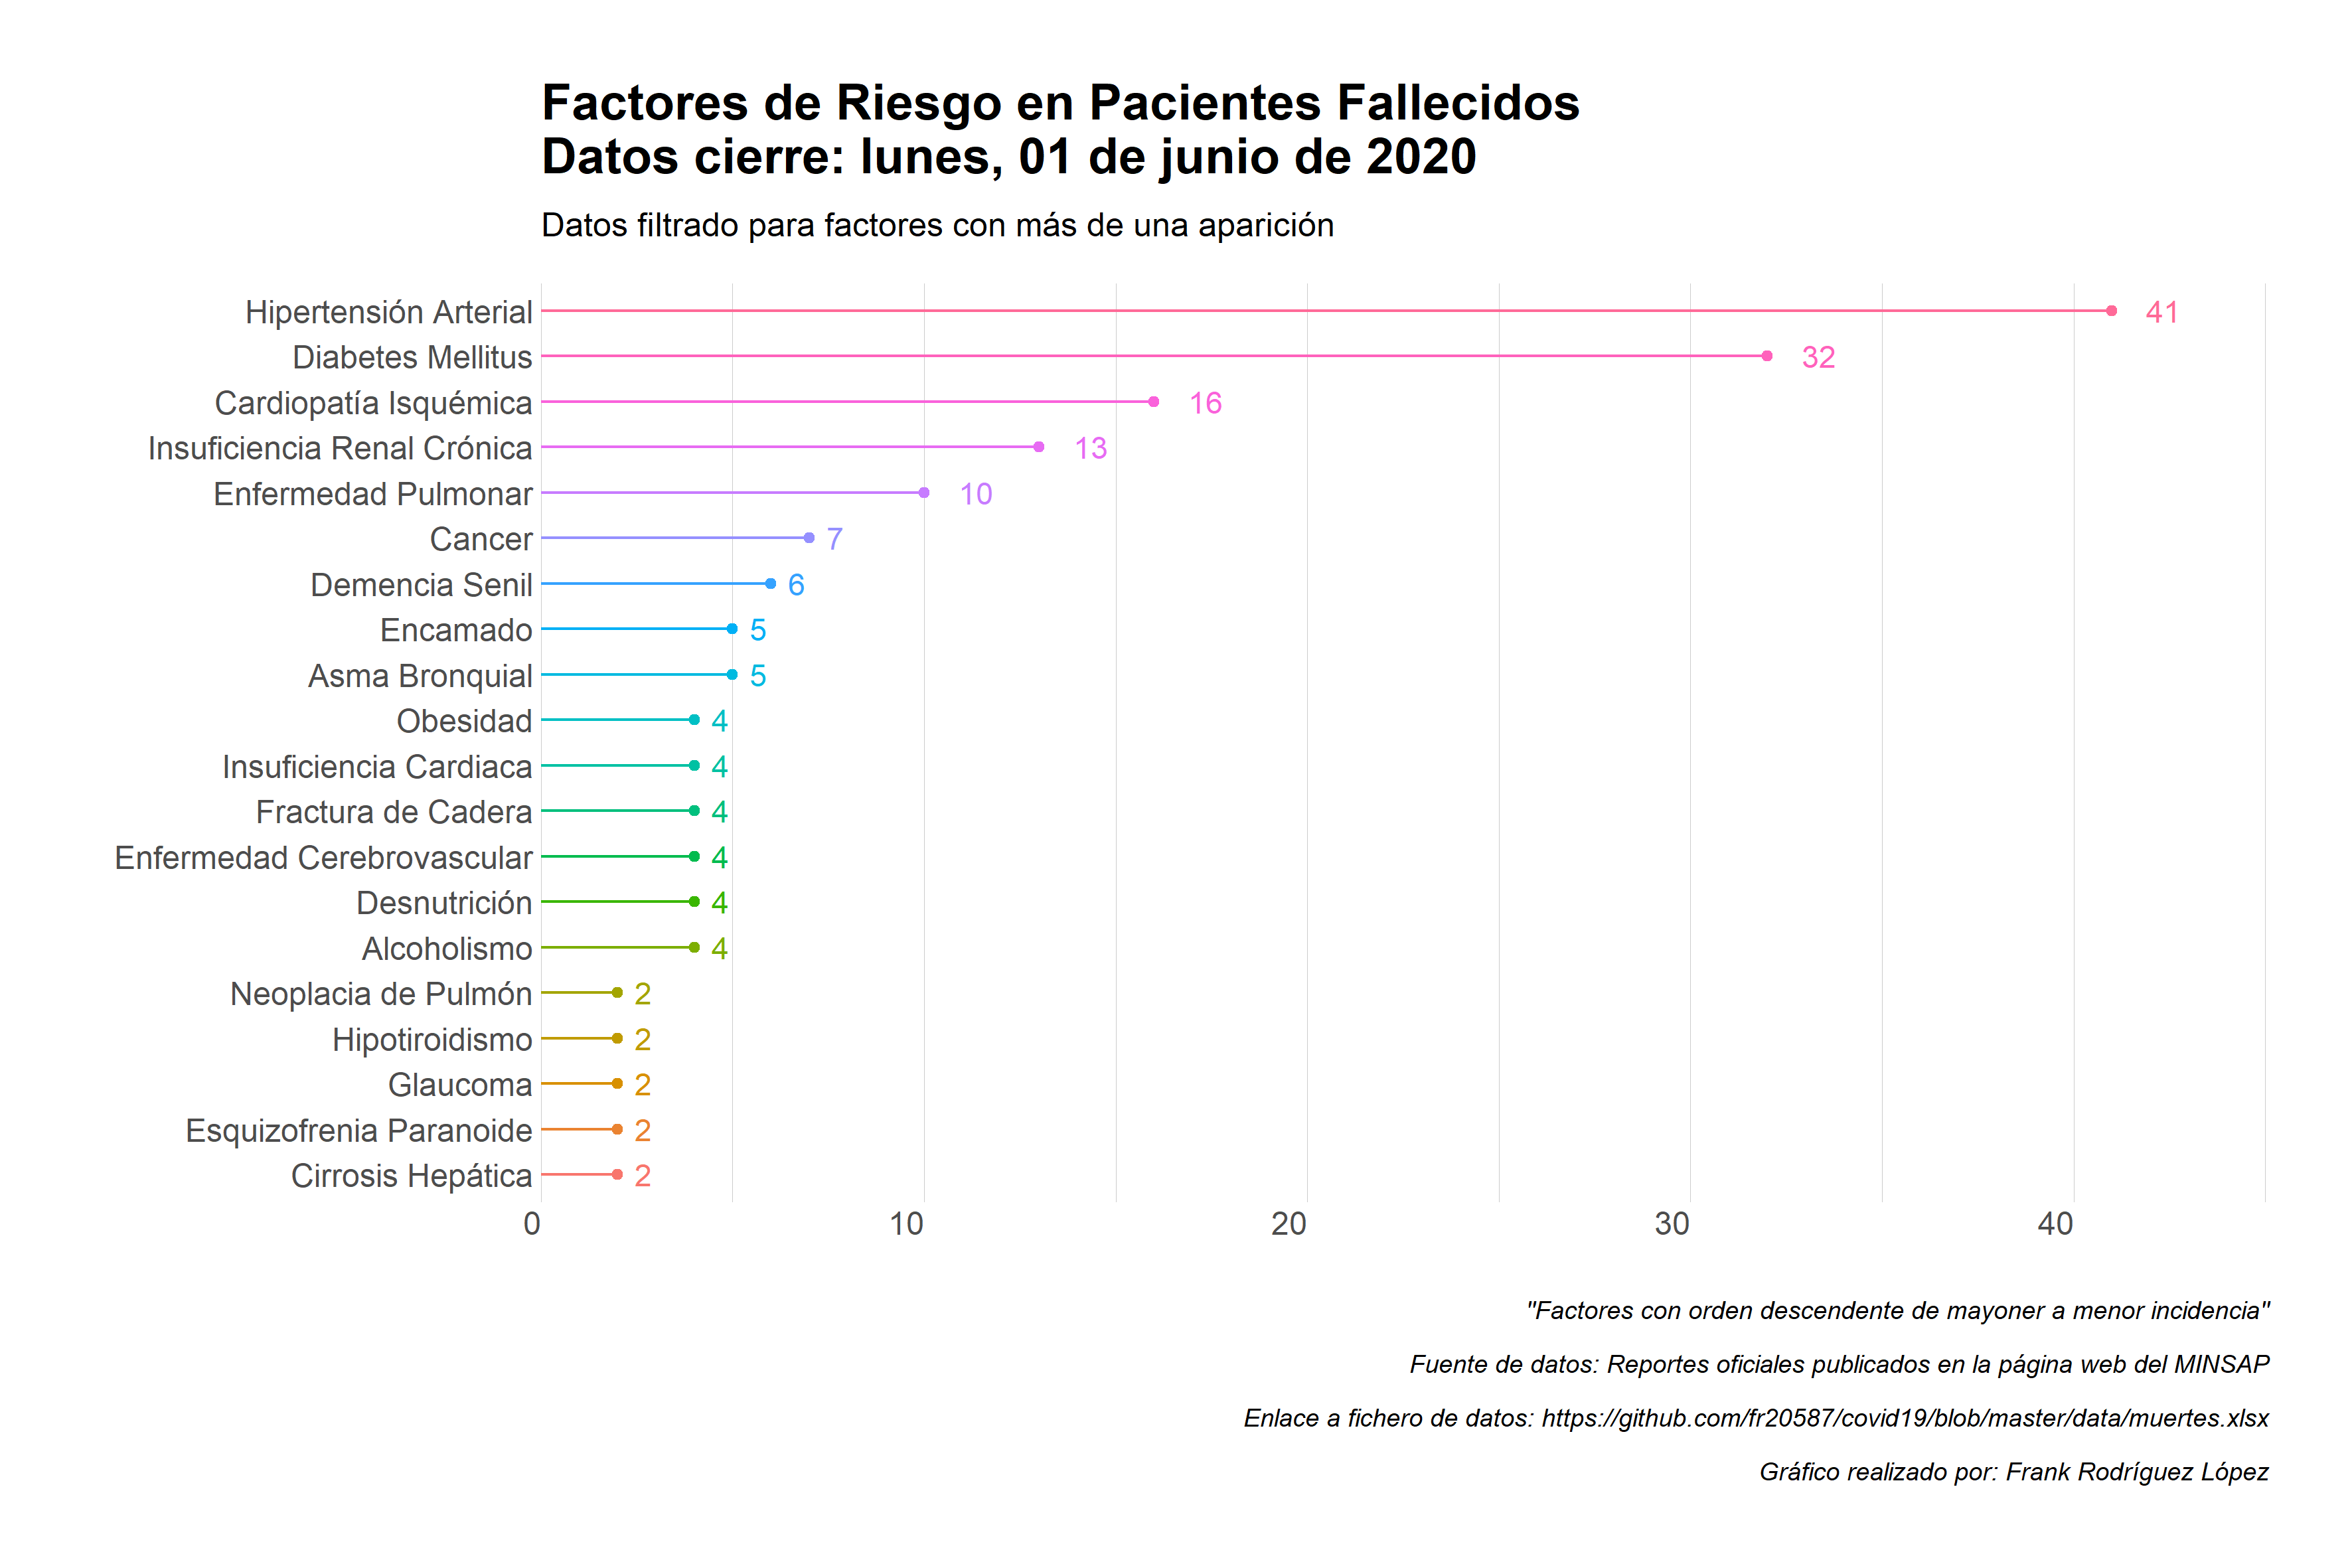 Factores de Riesgo en Pacientes Fallecidos
Datos cierre: lunes, 01 de junio de 2020
Datos filtrado para factores con más de una aparición
Hipertensión Arterial 41
Diabetes Mellitus 32
Cardiopatía Isquémica 16
Insuficiencia Renal Crónica 13
Enfermedad Pulmonar 10
Cancer 7
Demencia Senil 6
Encamado 5
Asma Bronquial 5
Obesidad 4
Insuficiencia Cardiaca 4
Fractura de Cadera 4
Enfermedad Cerebrovascular 4
Desnutrición 4
Alcoholismo 4
Neoplacia de Pulmón 2
Hipotiroidismo 2
Glaucoma 2
Esquizofrenia Paranoide 2
Cirrosis Hepática 2
0 10 20 30 40
"Factores con orden descendente de mayoner a menor incidencia"
Fuente de datos: Reportes oficiales publicados en la página web del MINSAP
Enlace a fichero de datos: https://github.com/fr20587/covid19/blob/master/data/muertes.xlsx
Gráfico realizado por: Frank Rodríguez López